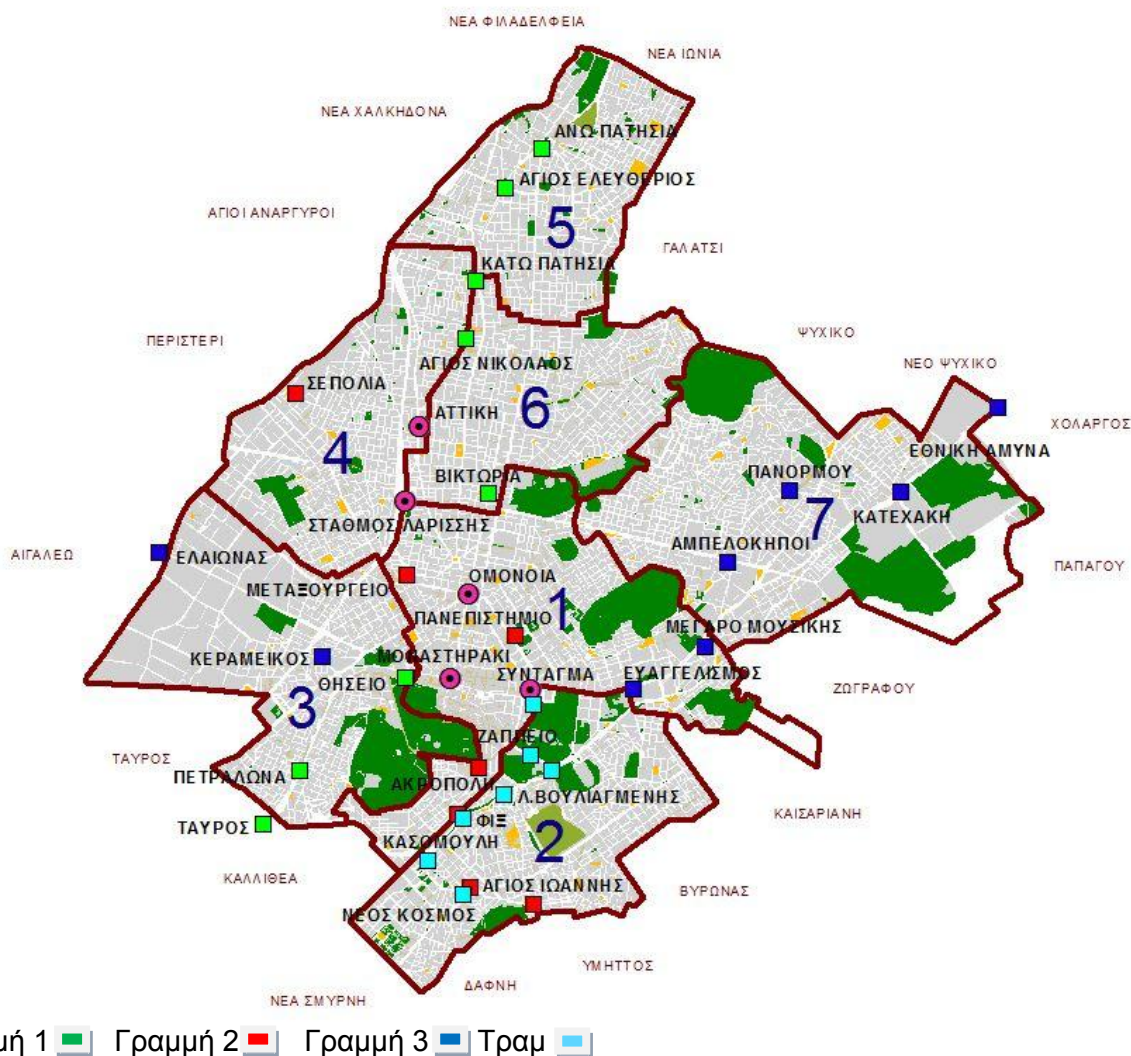 ΝΕΑ ΦΙΛΑΔΕΛΦΕΙΑ
ΝΕΑ ΙΩΝΙΑ
ΝΕΑ ΧΑΛΚΗΔΟΝΑ
ΑΝΩ ΠΑΤΗΣΙΑ
ΑΓΙΟΣ ΕΛΕΥΘΕΡΙΟΣ
ΑΓΙΟΙ ΑΝΑΡΓΥΡΟΙ
5
ΓΑΛΑΤΣΙ
ΚΑΤΩ ΠΑΤΗΣΙΑ
ΨΥΧΙΚΟ
ΠΕΡΙΣΤΕΡΙ
ΑΓΙΟΣ ΝΙΚΟΛΑΟΣ
ΝΕΟ ΨΥΧΙΚΟ
ΣΕΠΟΛΙΑ
6
ΑΤΤΙΚΗ
ΧΟΛΑΡΓΟΣ
ΕΘΝΙΚΗ ΑΜΥΝΑ
4
ΠΑΝΟΡΜΟΥ
ΒΙΚΤΩΡΙΑ
7
ΚΑΤΕΧΑΚΗ
ΣΤΑΘΜΟΣ ΛΑΡΙΣΣΗΣ
ΑΜΠΕΛΟΚΗΠΟΙ
ΑΙΓΑΛΕΩ
ΕΛΑΙΩΝΑΣ
ΠΑΠΑΓΟΥ
ΜΕΤΑΞΟΥΡΓΕΙΟ
ΟΜΟΝΟΙΑ
1
ΠΑΝΕΠΙΣΤΗΜΙΟ
ΜΕΓΑΡΟ ΜΟΥΣΙΚΗΣ
ΚΕΡΑΜΕΙΚΟΣ
ΜΟΝΑΣΤΗΡΑΚΙ
ΣΥΝΤΑΓΜΑ
ΕΥΑΓΓΕΛΙΣΜΟΣ
ΘΗΣΕΙΟ
ΖΩΓΡΑΦΟΥ
3
ΖΑΠΠΕΙΟ
ΤΑΥΡΟΣ
ΠΕΤΡΑΛΩΝΑ
ΑΚΡΟΠΟΛΗ
Λ.ΒΟΥΛΙΑΓΜΕΝΗΣ
ΚΑΙΣΑΡΙΑΝΗ
ΤΑΥΡΟΣ
ΦΙΞ
2
ΚΑΣΟΜΟΥΛΗ
ΚΑΛΛΙΘΕΑ
ΑΓΙΟΣ ΙΩΑΝΝΗΣ
ΒΥΡΩΝΑΣ
ΝΕΟΣ ΚΟΣΜΟΣ
ΥΜΗΤΤΟΣ
ΔΑΦΝΗ
ΝΕΑ ΣΜΥΡΝΗ
μή 1 Γραμμή 2 Γραμμή 3 Τραμ